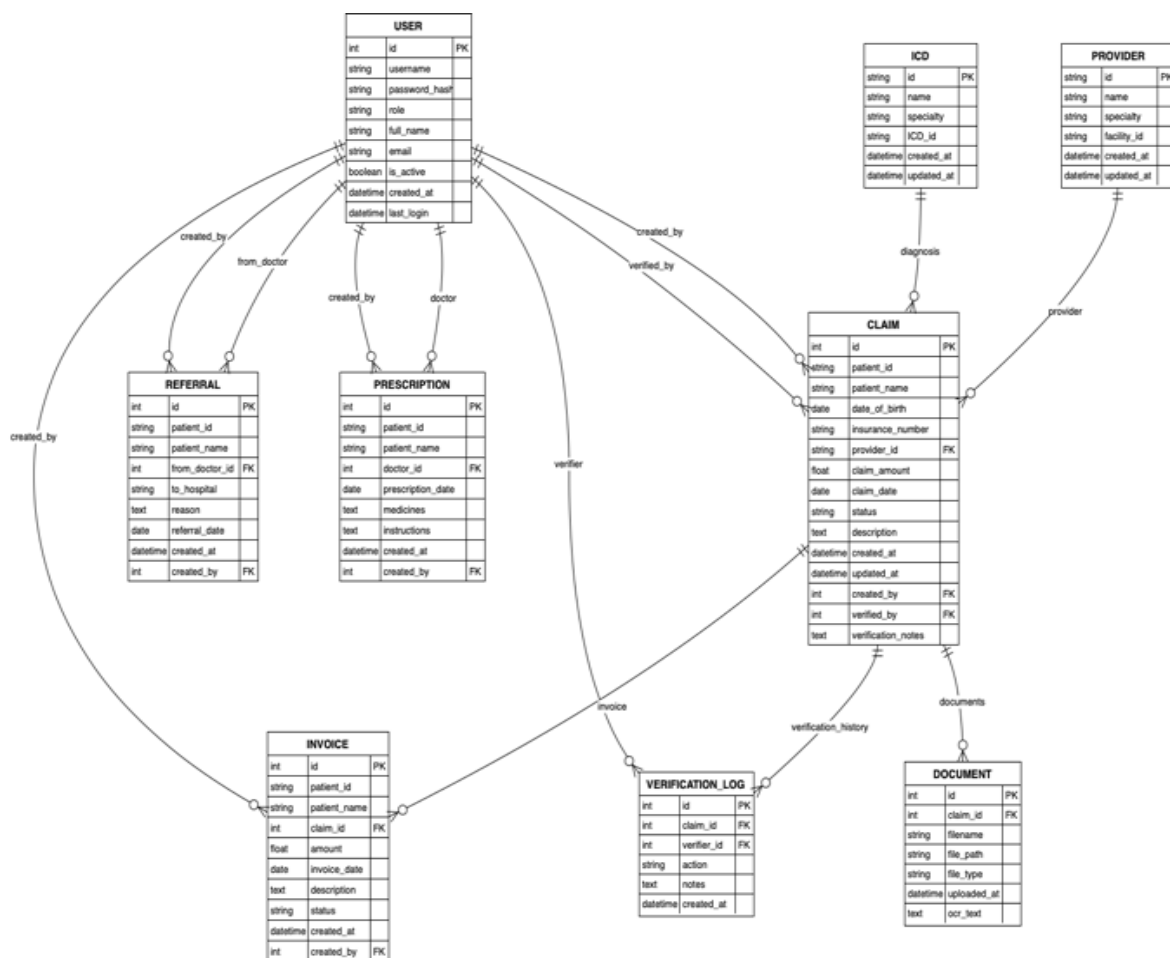 USER
int id PK
string username
string password_hash
string role
string full_name
string email
boolean is_active
datetime created_at
datetime last_login
ICD
string id PK
string name
string specialty
string ICD_id
datetime created_at
datetime updated_at
PROVIDER
string id PK
string name
string specialty
string facility_id
datetime created_at
datetime updated_at
created_by
from_doctor
created_by
doctor
created_by
verified_by
diagnosis
provider
created_by
verifier
REFERRAL
int id PK
string patient_id
string patient_name
int from_doctor_id FK
string to_hospital
text reason
date referral_date
datetime created_at
int created_by FK
PRESCRIPTION
int id PK
string patient_id
string patient_name
int doctor_id FK
date prescription_date
text medicines
text instructions
datetime created_at
int created_by FK
CLAIM
int id PK
string patient_id
string patient_name
date date_of_birth
string insurance_number
string provider_id FK
float claim_amount
date claim_date
string status
text description
datetime created_at
datetime updated_at
int created_by FK
int verified_by FK
text verification_notes
invoice
verification_history
documents
INVOICE
int id PK
string patient_id
string patient_name
int claim_id FK
float amount
date invoice_date
text description
string status
datetime created_at
int created_by FK
VERIFICATION_LOG
int id PK
int claim_id FK
int verifier_id FK
string action
text notes
datetime created_at
DOCUMENT
int id PK
int claim_id FK
string filename
string file_path
string file_type
datetime uploaded_at
text ocr_text